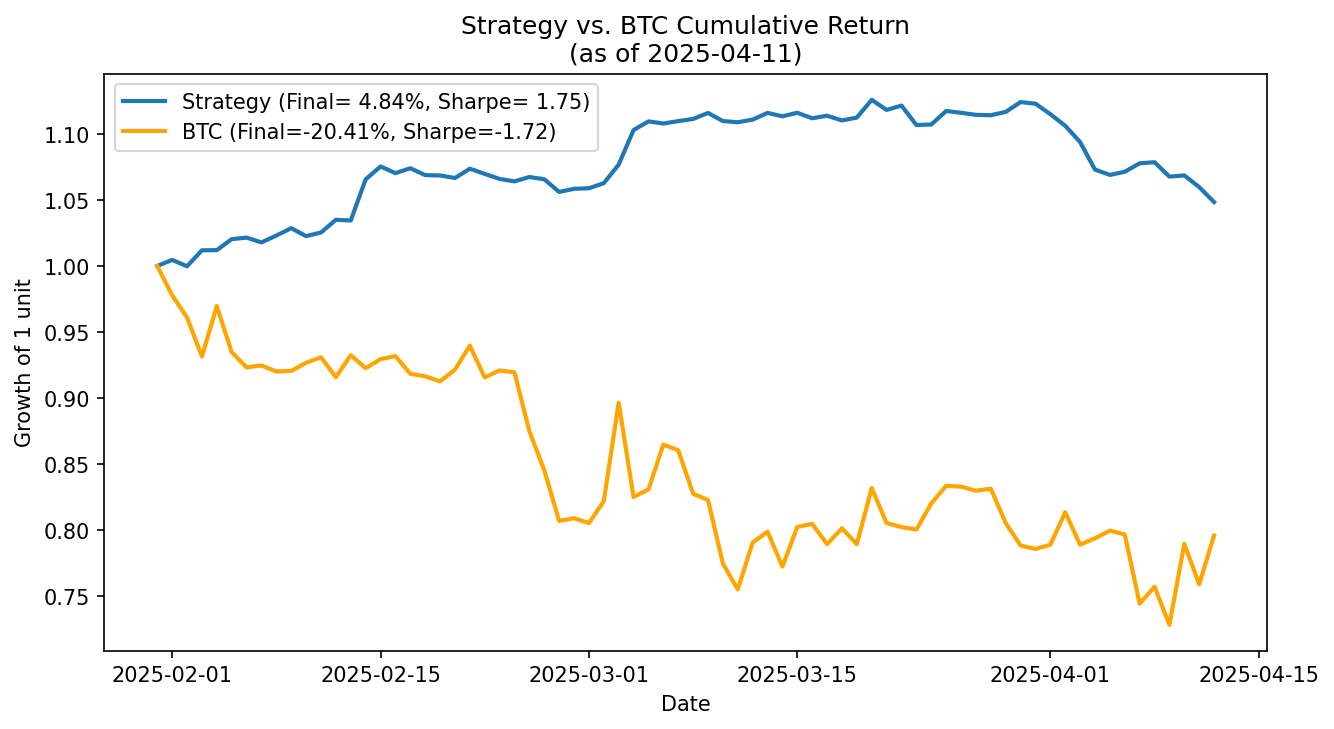 Strategy vs. BTC Cumulative Return
(as of 2025-04-11)
Strategy (Final= 4.84%, Sharpe= 1.75)
BTC (Final=-20.41%, Sharpe=-1.72)
Growth of 1 unit
1.10
1.05
1.00
0.95
0.90
0.85
0.80
0.75
2025-02-01
2025-02-15
2025-03-01
2025-03-15
2025-04-01
2025-04-15
Date